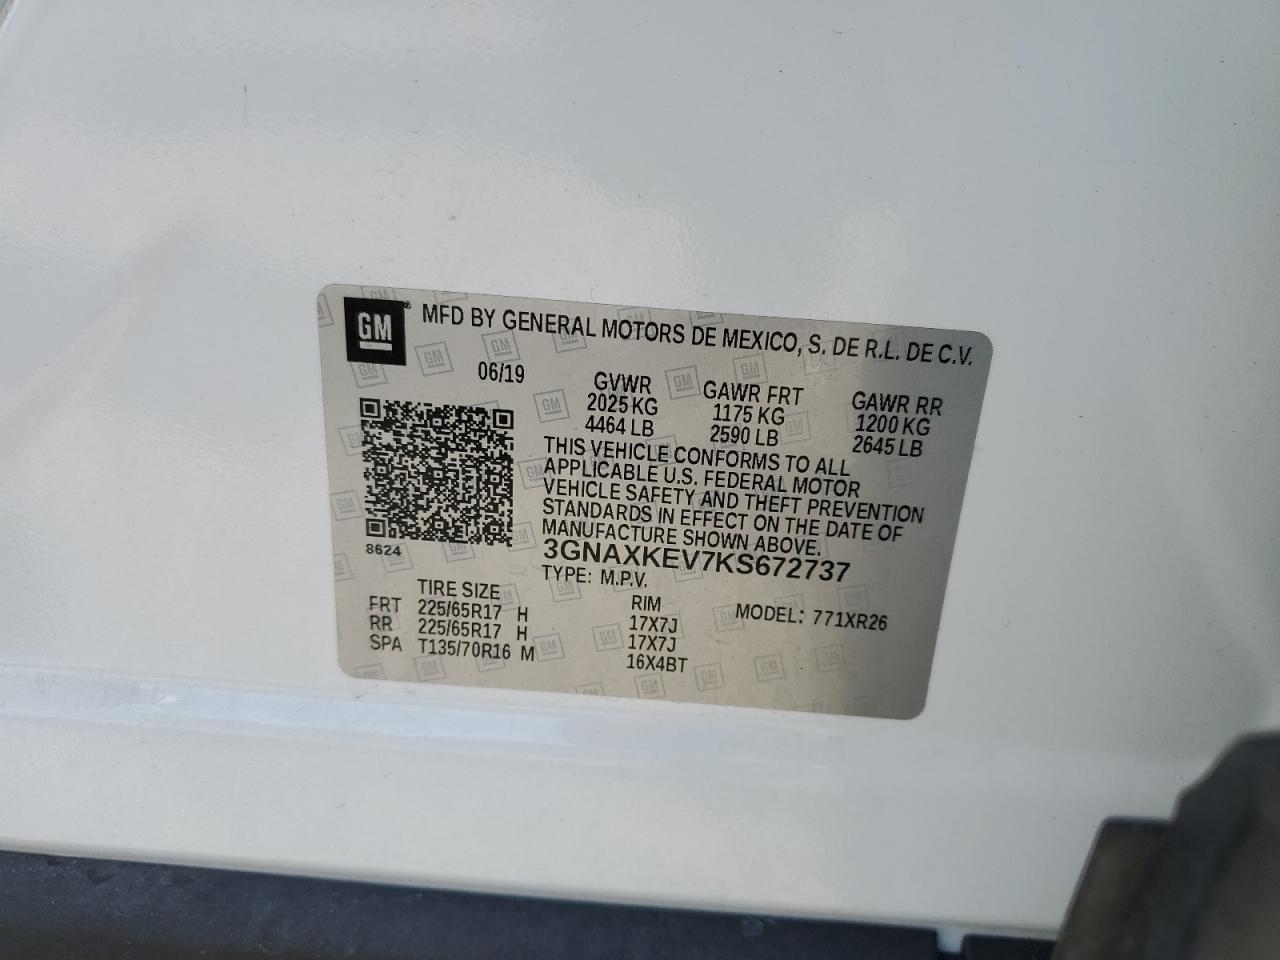 GM ® MFD BY GENERAL MOTORS DE MEXICO, S. DE R.L. DE C.V.
06/19 GVWR GAWR FRT GAWR RR
2025 KG 1175 KG 1200 KG
4464 LB 2590 LB 2645 LB
THIS VEHICLE CONFORMS TO ALL
APPLICABLE U.S. FEDERAL MOTOR
VEHICLE SAFETY AND THEFT PREVENTION
STANDARDS IN EFFECT ON THE DATE OF
MANUFACTURE SHOWN ABOVE.
8624
3GNAXKEV7KS672737
TYPE: M.P.V. MODEL: 771XR26
TIRE SIZE RIM
FRT 225/65R17 H 17X7J
RR 225/65R17 H 17X7J
SPA T135/70R16 M 16X4BT